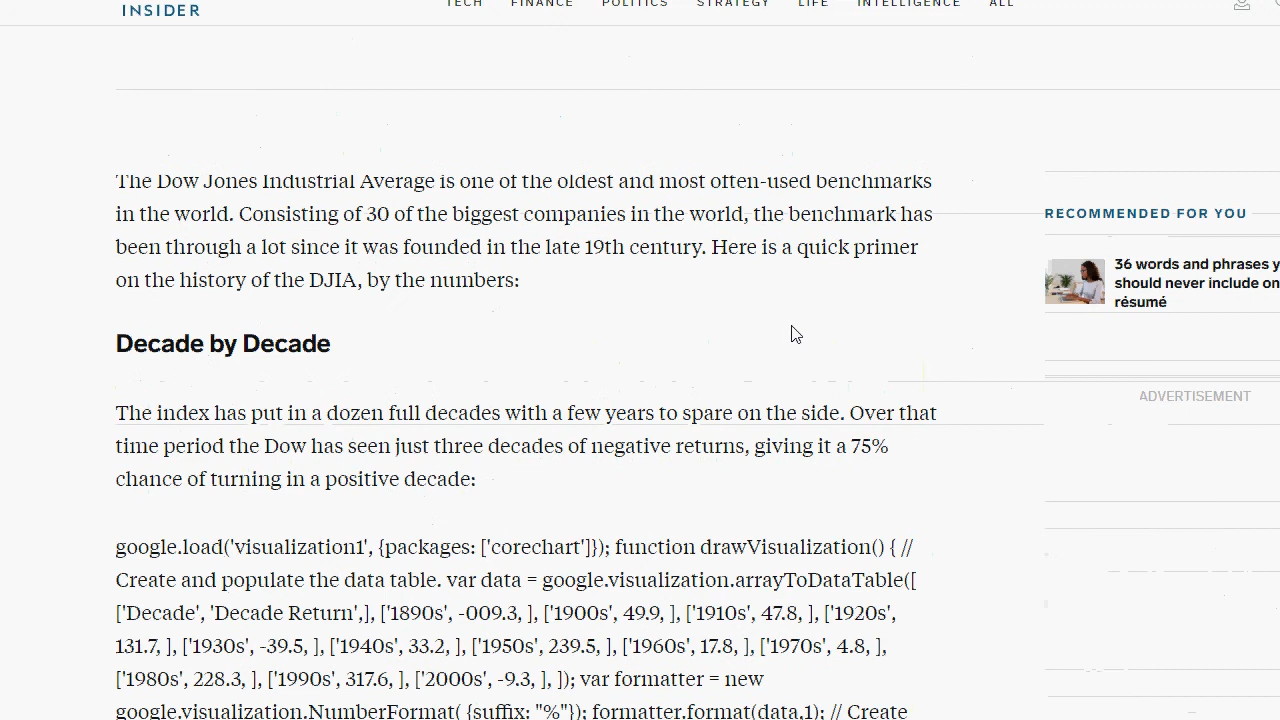 INSIDER
TECH FINANCE POLITICS STRATEGY LIFE INTELLIGENCE ALL
The Dow Jones Industrial Average is one of the oldest and most often-used benchmarks
in the world. Consisting of 30 of the biggest companies in the world, the benchmark has
been through a lot since it was founded in the late 19th century. Here is a quick primer
on the history of the DJIA, by the numbers:
Decade by Decade
The index has put in a dozen full decades with a few years to spare on the side. Over that
time period the Dow has seen just three decades of negative returns, giving it a 75%
chance of turning in a positive decade:
google.load('visualization1', {packages: ['corechart']}); function drawVisualization() { //
Create and populate the data table. var data = google.visualization.arrayToDataTable([
['Decade', 'Decade Return',], ['1890s', -009.3, ], ['1900s', 49.9, ], ['1910s', 47.8, ], ['1920s',
131.7, ], ['1930s', -39.5, ], ['1940s', 33.2, ], ['1950s', 239.5, ], ['1960s', 17.8, ], ['1970s', 4.8, ],
['1980s', 228.3, ], ['1990s', 317.6, ], ['2000s', -9.3, ], ]); var formatter = new
google.visualization.NumberFormat( {suffix: "%"}); formatter.format(data,1); // Create
RECOMMENDED FOR YOU
36 words and phrases y
should never include on
résumé
ADVERTISEMENT